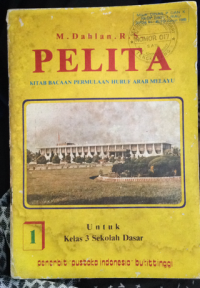 M. Dahlan. R.
PELITA
KITAB BACAAN PERMULAAN HURUF ARAB MELAYU
1
Untuk
Kelas 3 Sekolah Dasar
penerbit pustaka indonesia bukittinggi